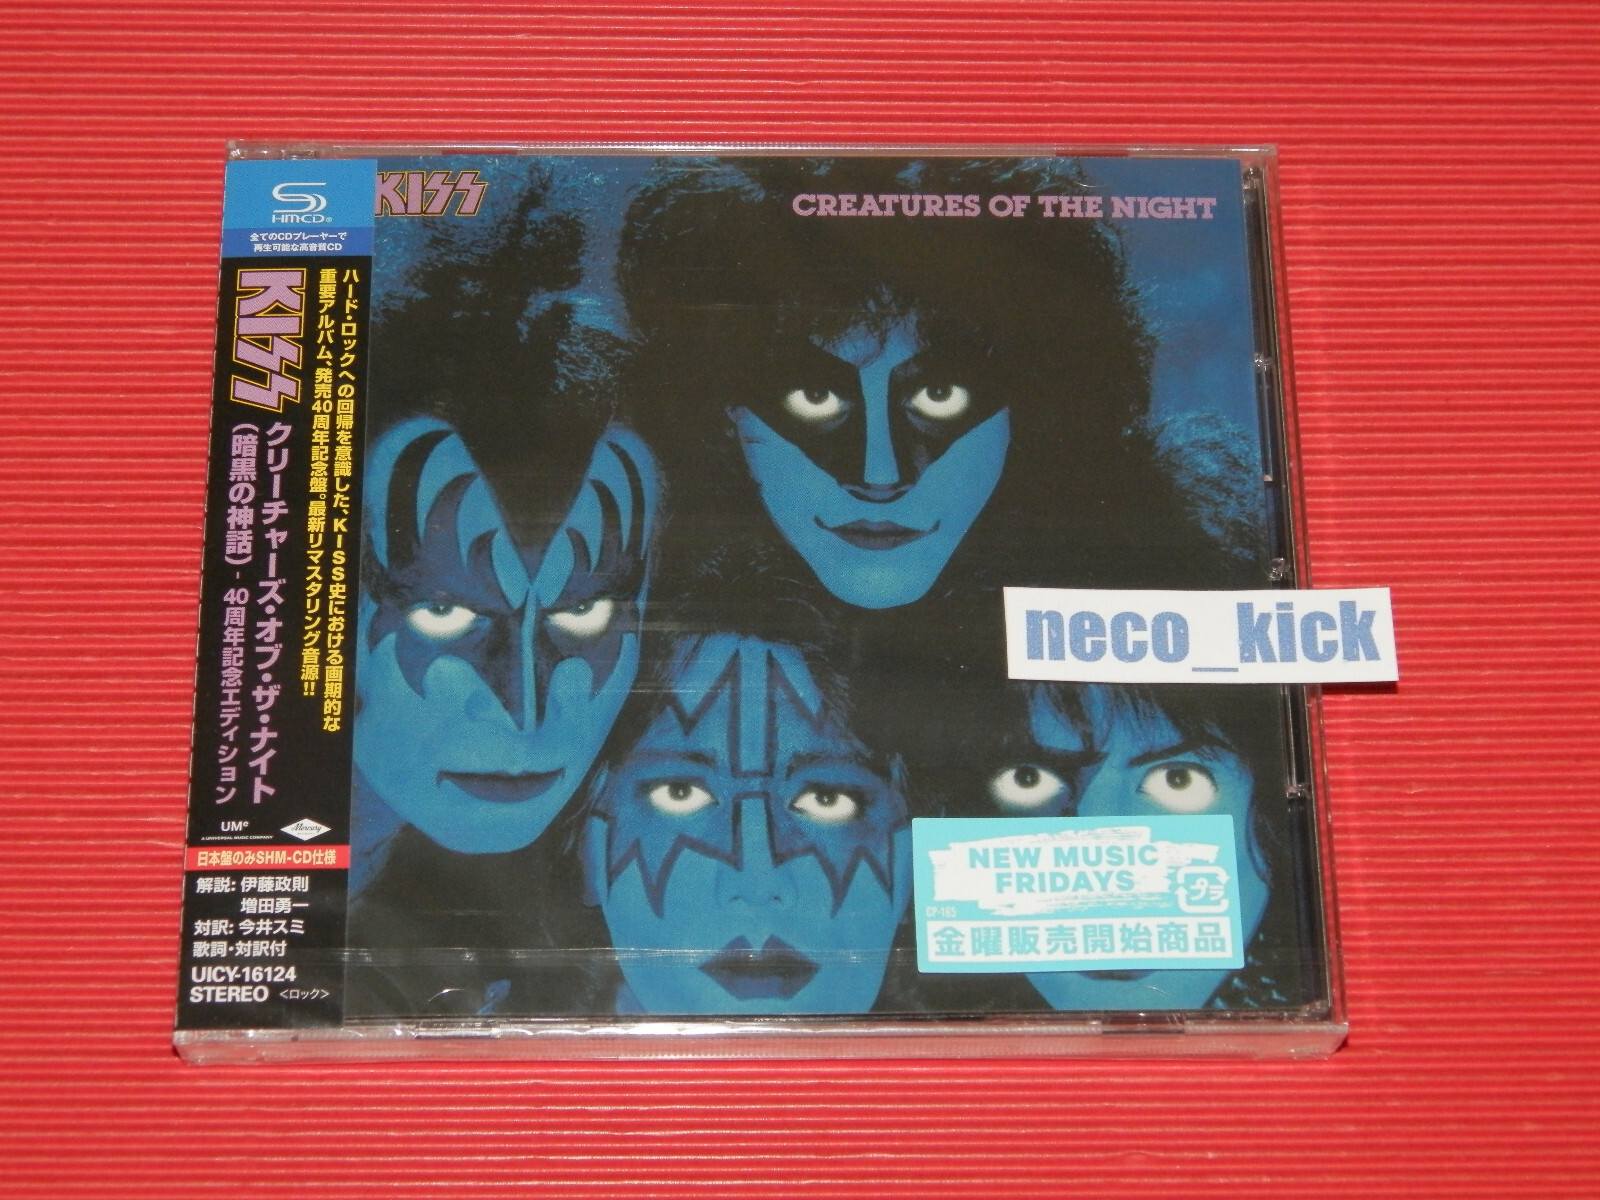 SHM-CD®
全てのCDプレーヤーで
再生可能な高音質CD
KISS
CREATURES OF THE NIGHT
ハード・ロックへの回帰を意識した、KISS史における画期的な
重要アルバム、発売40周年記念盤。最新リマスタリング音源!!
KISS
クリーチャーズ・オブ・ザ・ナイト
(暗黒の神話) - 40周年記念エディション
UMe
A UNIVERSAL MUSIC COMPANY
Mercury
日本盤のみSHM-CD仕様
解説: 伊藤政則
増田勇一
対訳: 今井スミ
歌詞・対訳付
UICY-16124
STEREO <ロック>
neco_kick
NEW MUSIC
FRIDAYS
プラ
CP-165
金曜販売開始商品